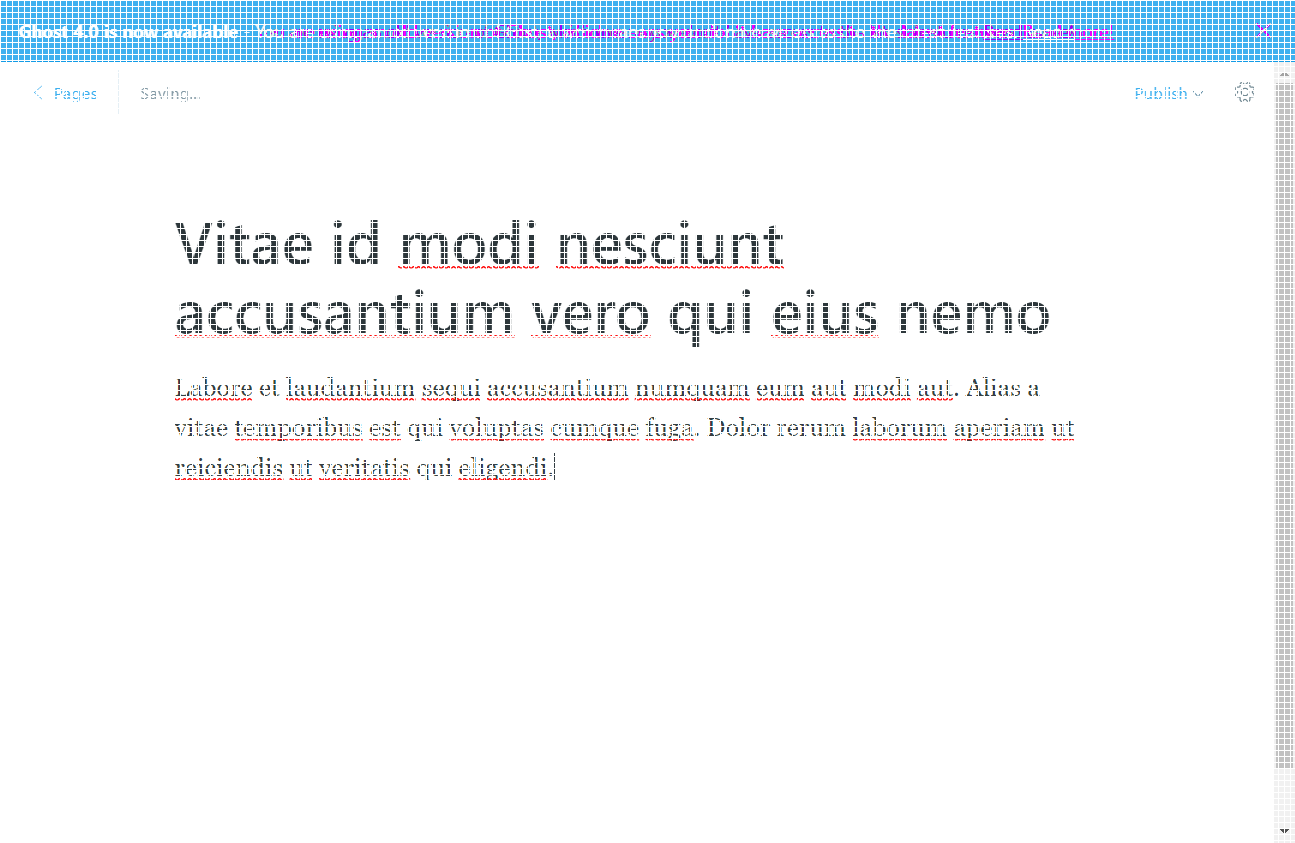 Ghost 4.0 is now available - You are
Pages
Saving...
Publish
Vitae id modi nesciunt
accusantium vero qui eius nemo
Labore et laudantium sequi accusantium numquam eum aut modi aut. Alias a
vitae temporibus est qui voluptas cumque fuga. Dolor rerum laborum aperiam ut
reiciendis ut veritatis qui eligendi.